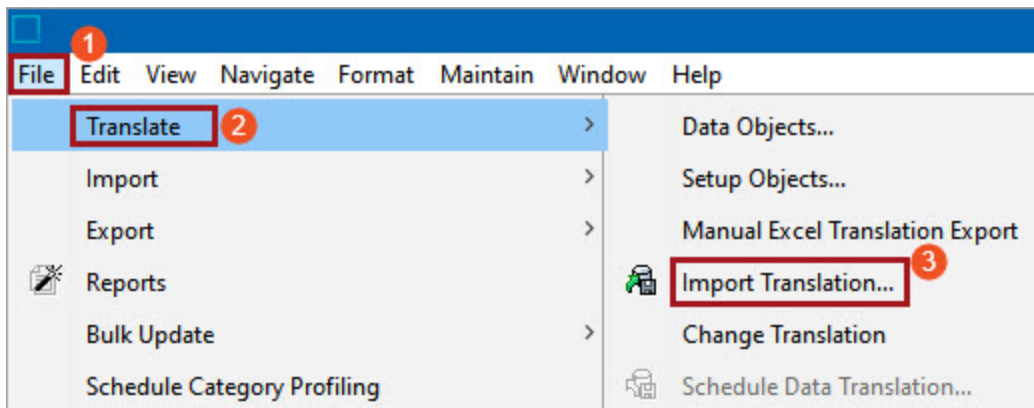 1
File Edit View Navigate Format Maintain Window Help
Translate 2
Import
Export
Reports
Bulk Update
Schedule Category Profiling
Data Objects...
Setup Objects...
Manual Excel Translation Export
Import Translation... 3
Change Translation
Schedule Data Translation...